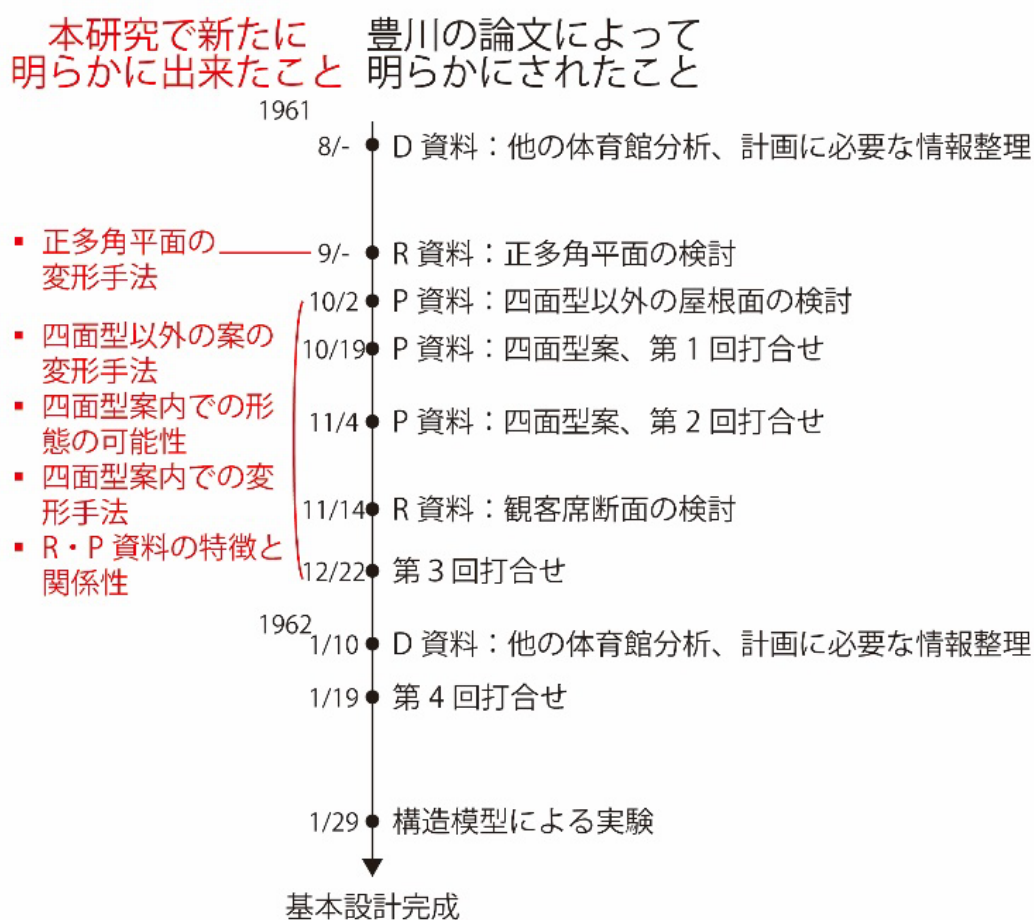 本研究で新たに
明らかに出来たこと
豊川の論文によって
明らかにされたこと
1961
8/- D 資料：他の体育館分析、計画に必要な情報整理
▪ 正多角平面の
変形手法
9/- R 資料：正多角平面の検討
10/2 P 資料：四面型以外の屋根面の検討
▪ 四面型以外の案の
変形手法
10/19 P 資料：四面型案、第 1 回打合せ
▪ 四面型案内での形
態の可能性
11/4 P 資料：四面型案、第 2 回打合せ
▪ 四面型案内での変
形手法
11/14 R 資料：観客席断面の検討
▪ R・P 資料の特徴と
関係性
12/22 第 3 回打合せ
1962
1/10 D 資料：他の体育館分析、計画に必要な情報整理
1/19 第 4 回打合せ
1/29 構造模型による実験
基本設計完成